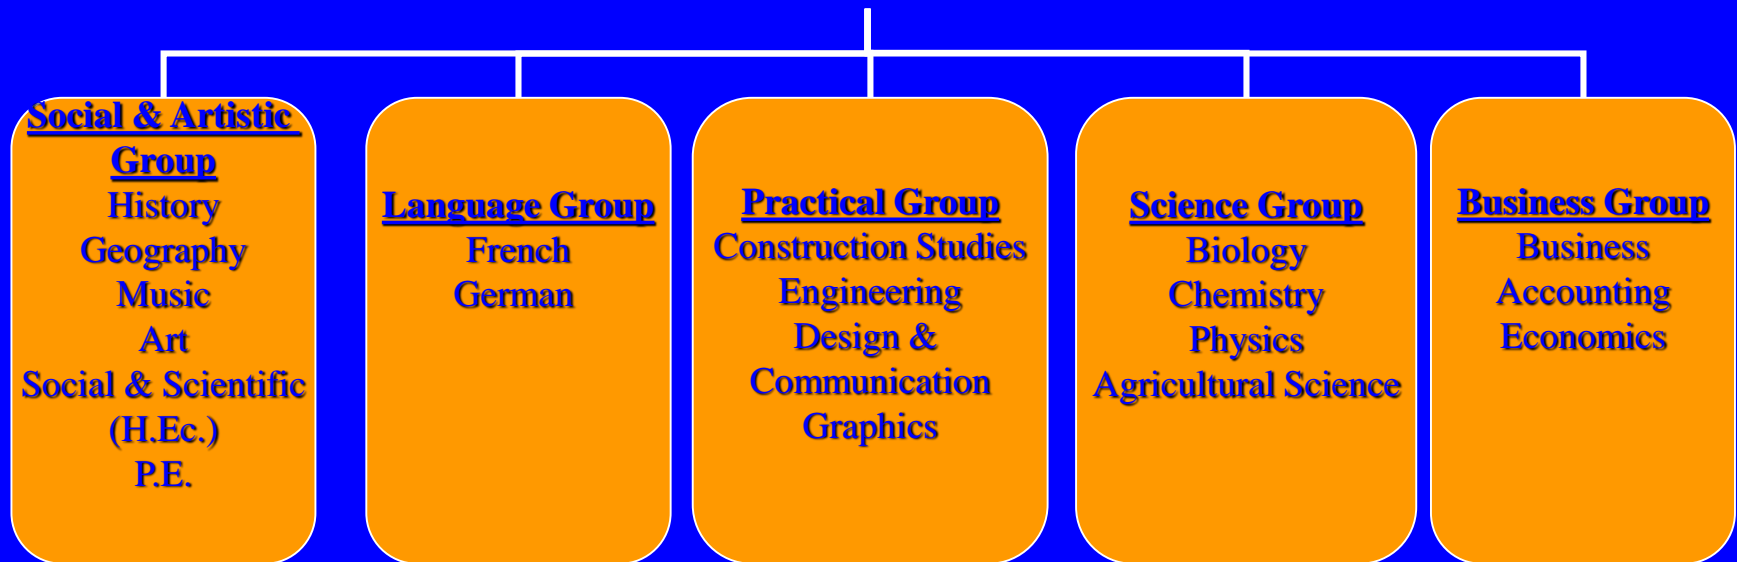 Social & Artistic
Group
History
Geography
Music
Art
Social & Scientific
(H.Ec.)
P.E.
Language Group
French
German
Practical Group
Construction Studies
Engineering
Design &
Communication
Graphics
Science Group
Biology
Chemistry
Physics
Agricultural Science
Business Group
Business
Accounting
Economics